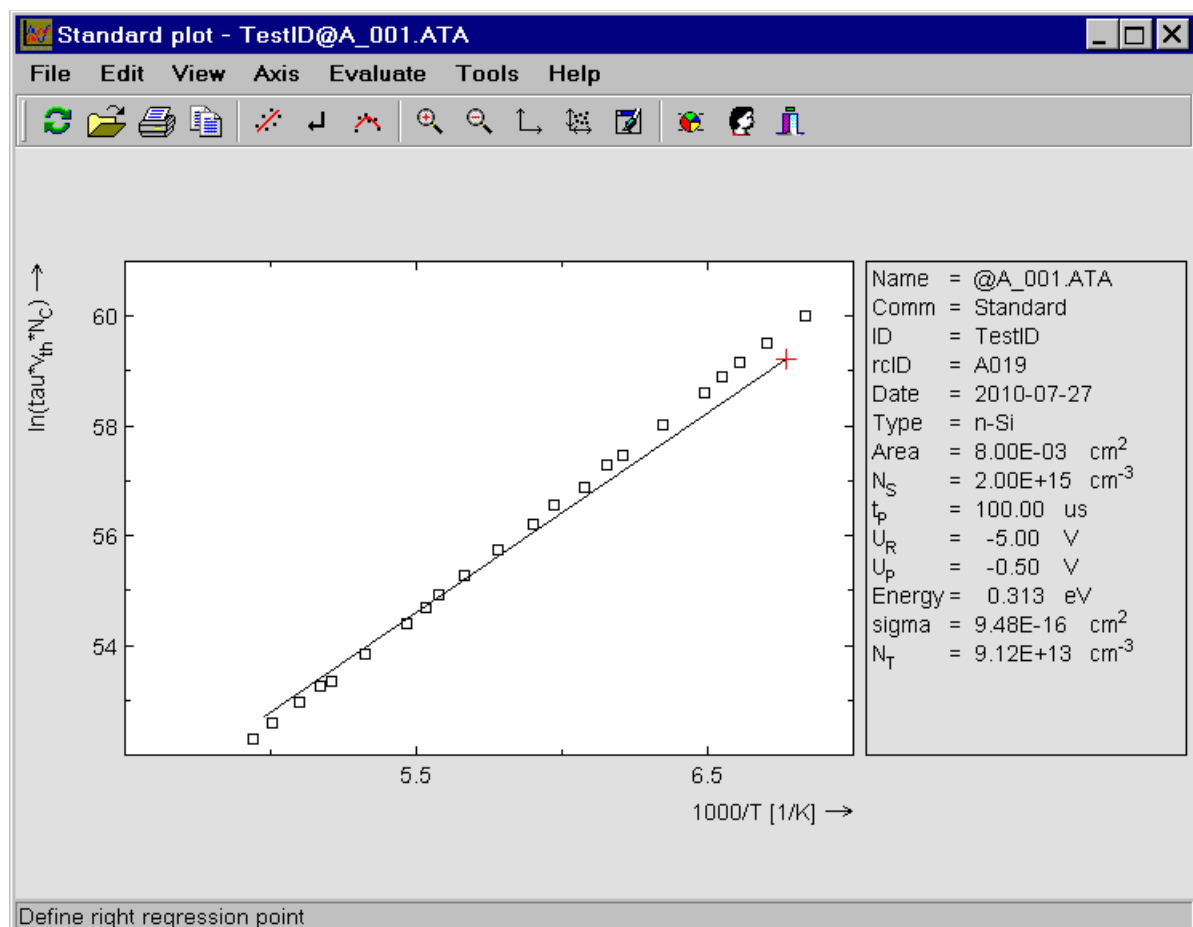 Standard plot - TestID@A_001.ATA
File Edit View Axis Evaluate Tools Help
ln(tau*v_th*N_C) →
60
58
56
54
5.5 6.5
1000/T [1/K] →
Name = @A_001.ATA
Comm = Standard
ID = TestID
rcID = A019
Date = 2010-07-27
Type = n-Si
Area = 8.00E-03 cm²
N_S = 2.00E+15 cm⁻³
t_P = 100.00 us
U_R = -5.00 V
U_P = -0.50 V
Energy = 0.313 eV
sigma = 9.48E-16 cm²
N_T = 9.12E+13 cm⁻³
Define right regression point